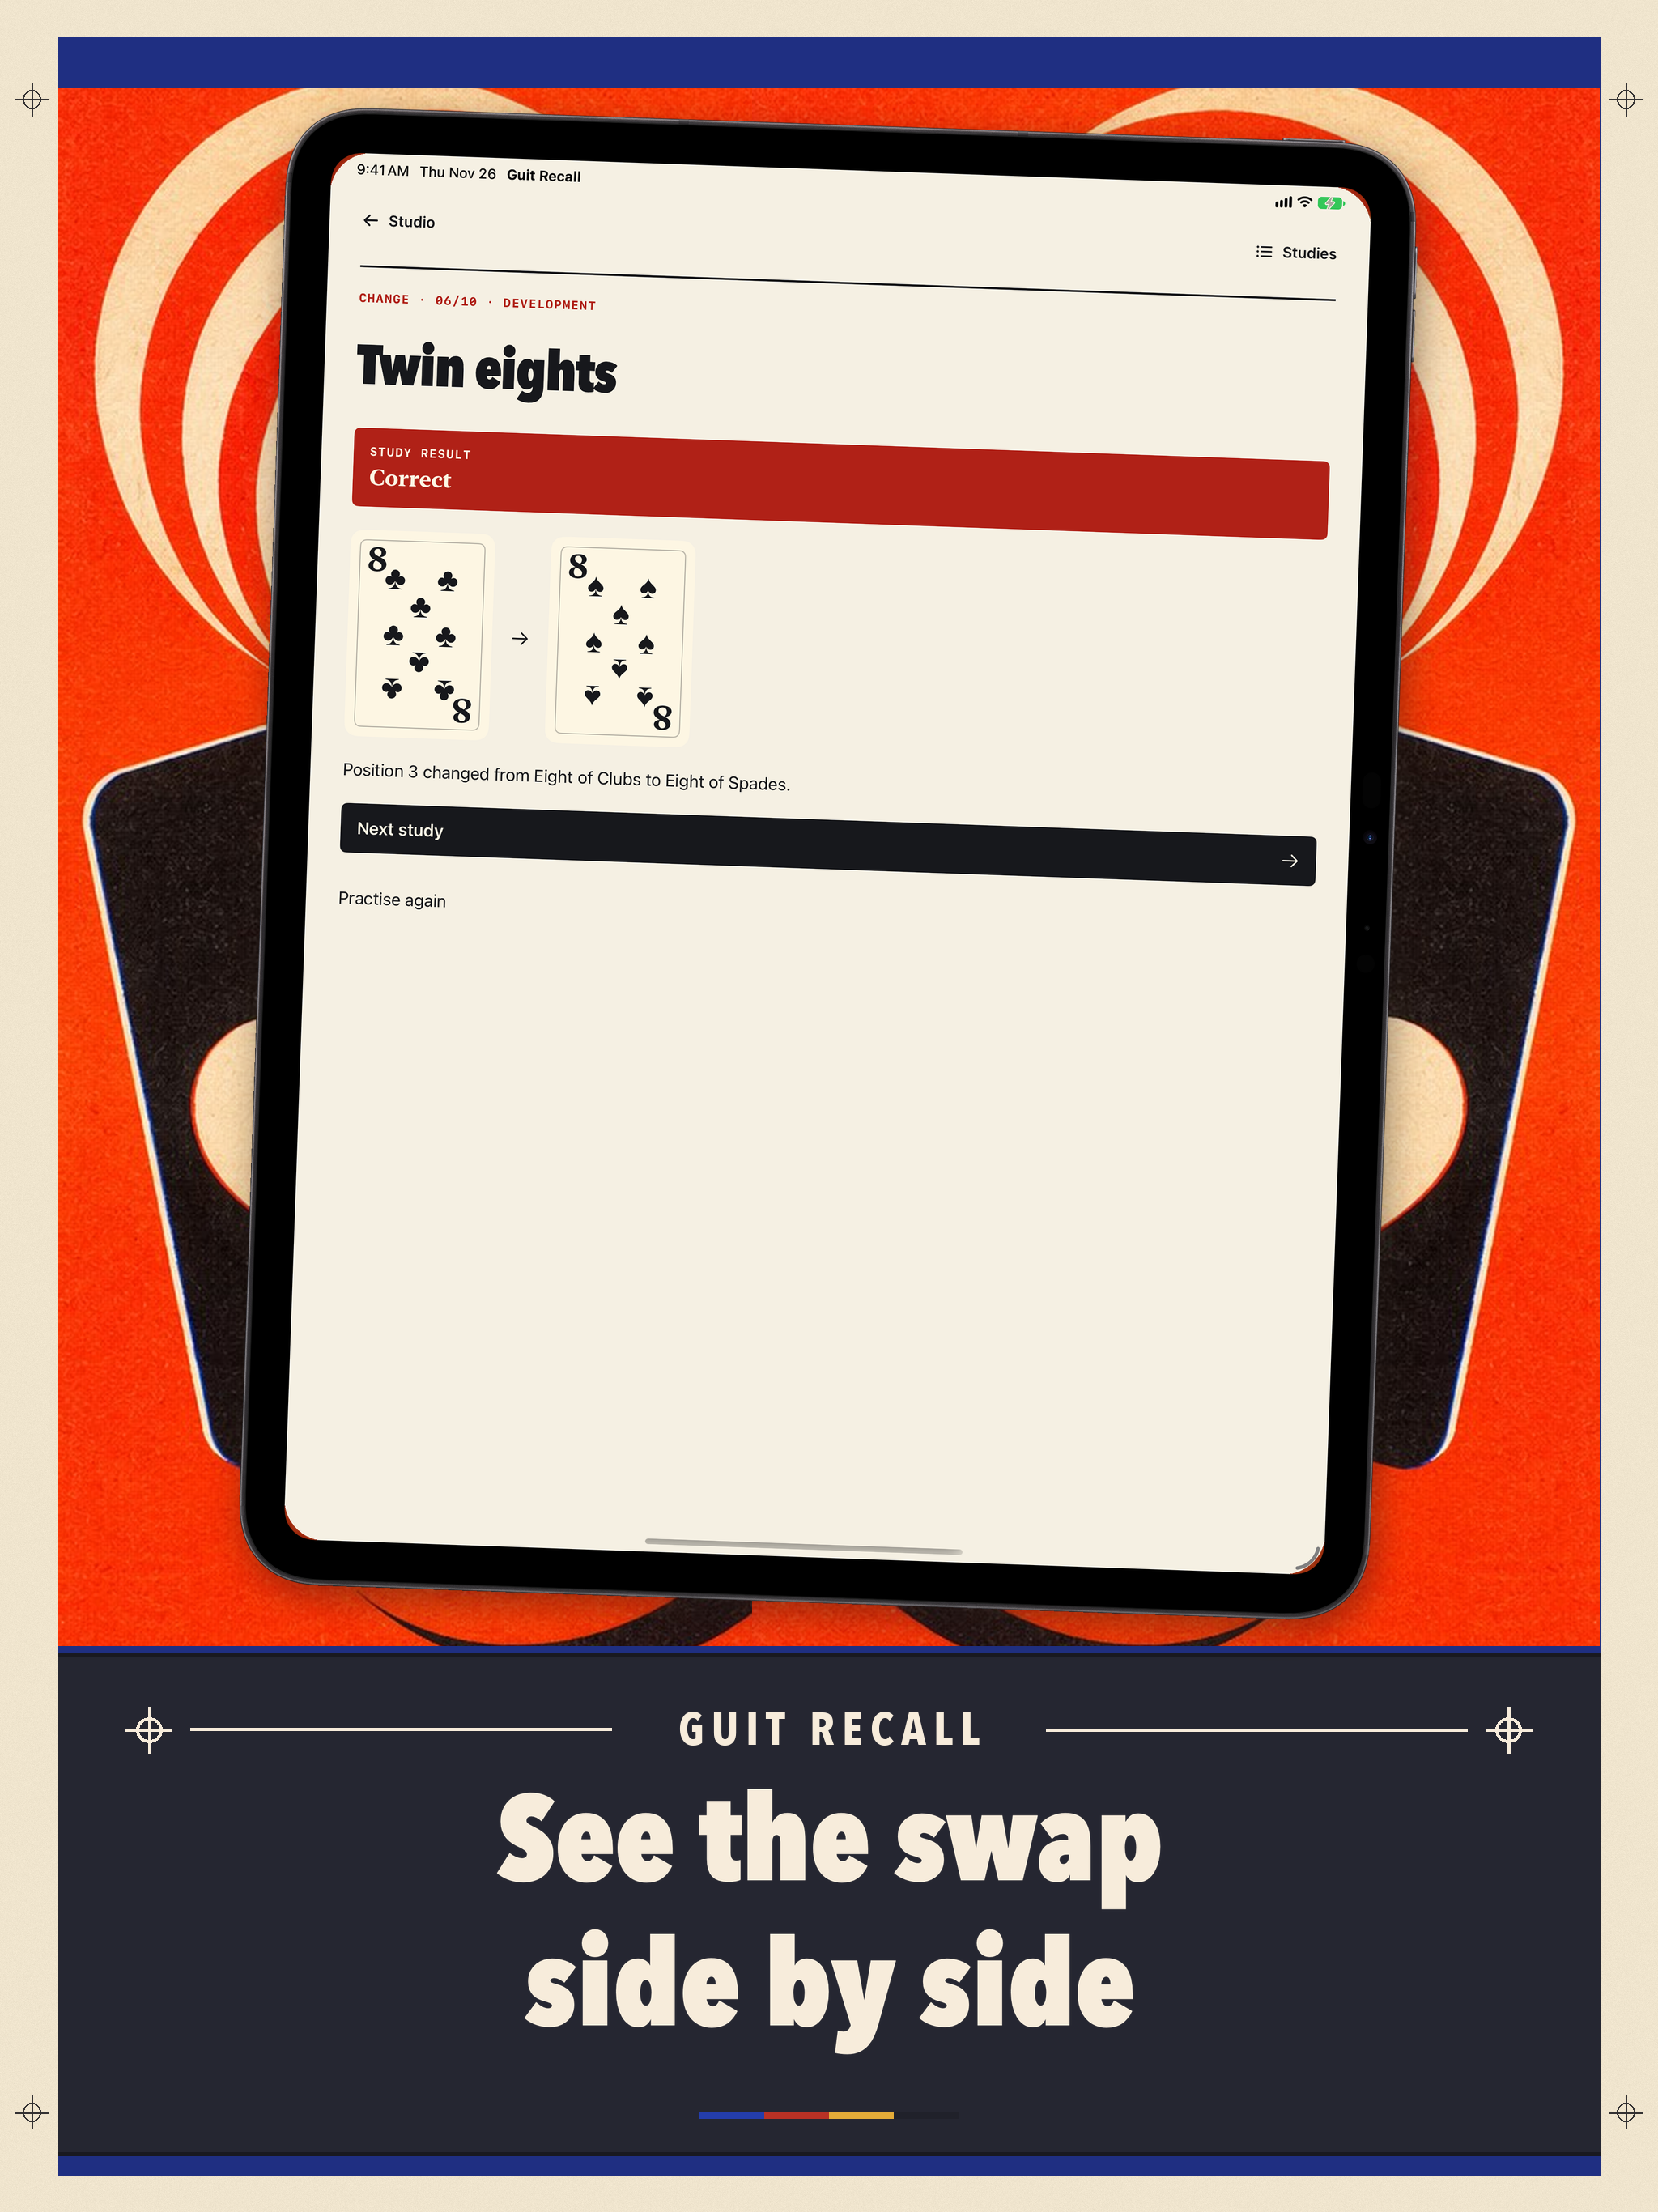 9:41 AM Thu Nov 26 Guit Recall
← Studio
Studies
CHANGE · 06/10 · DEVELOPMENT
Twin eights
STUDY RESULT
Correct
8
8
→
8
8
Position 3 changed from Eight of Clubs to Eight of Spades.
Next study →
Practise again
GUIT RECALL
See the swap
side by side